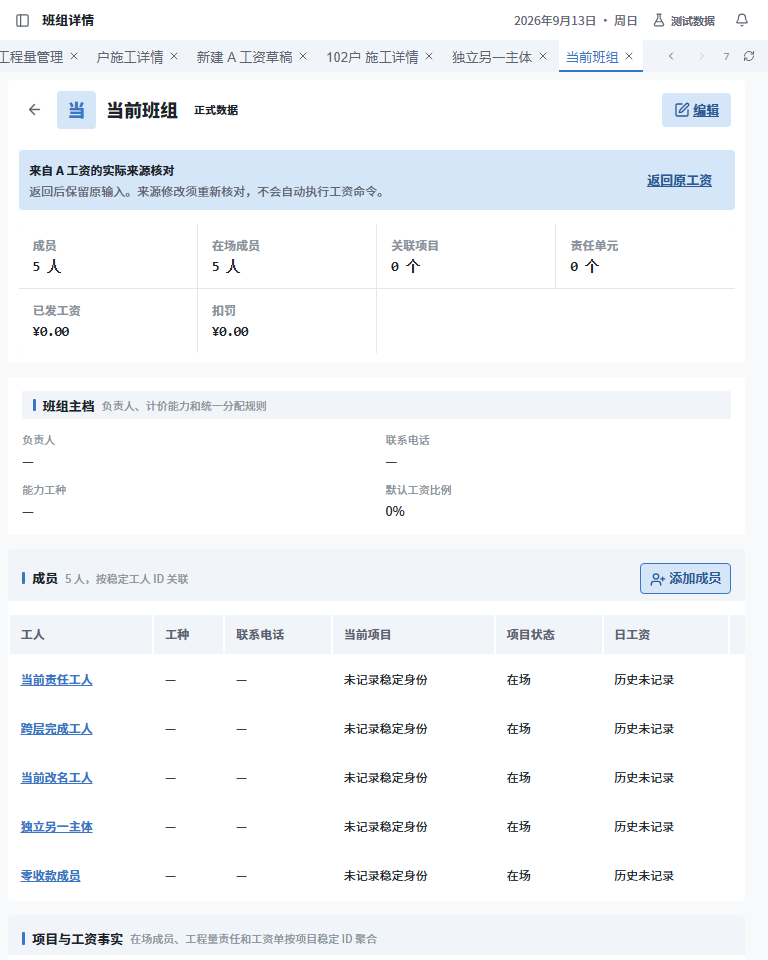 班组详情
2026年9月13日 · 周日 测试数据
工程量管理 × 户施工详情 × 新建 A 工资草稿 × 102户 施工详情 × 独立另一主体 × 当前班组 × 7
当 当前班组 正式数据 编辑
来自 A 工资的实际来源核对
返回后保留原输入。来源修改须重新核对，不会自动执行工资命令。
返回原工资
成员 在场成员 关联项目 责任单元
5 人 5 人 0 个 0 个
已发工资 扣罚
¥0.00 ¥0.00
班组主档 负责人、计价能力和统一分配规则
负责人 联系电话
— —
能力工种 默认工资比例
— 0%
成员 5 人，按稳定工人 ID 关联 添加成员
工人 工种 联系电话 当前项目 项目状态 日工资
当前责任工人 — — 未记录稳定身份 在场 历史未记录
跨层完成工人 — — 未记录稳定身份 在场 历史未记录
当前改名工人 — — 未记录稳定身份 在场 历史未记录
独立另一主体 — — 未记录稳定身份 在场 历史未记录
零收款成员 — — 未记录稳定身份 在场 历史未记录
项目与工资事实 在场成员、工程量责任和工资单按项目稳定 ID 聚合